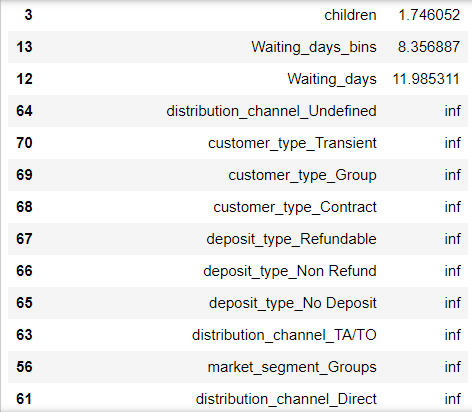 3 children 1.746052
13 Waiting_days_bins 8.356887
12 Waiting_days 11.985311
64 distribution_channel_Undefined inf
70 customer_type_Transient inf
69 customer_type_Group inf
68 customer_type_Contract inf
67 deposit_type_Refundable inf
66 deposit_type_Non Refund inf
65 deposit_type_No Deposit inf
63 distribution_channel_TA/TO inf
56 market_segment_Groups inf
61 distribution_channel_Direct inf